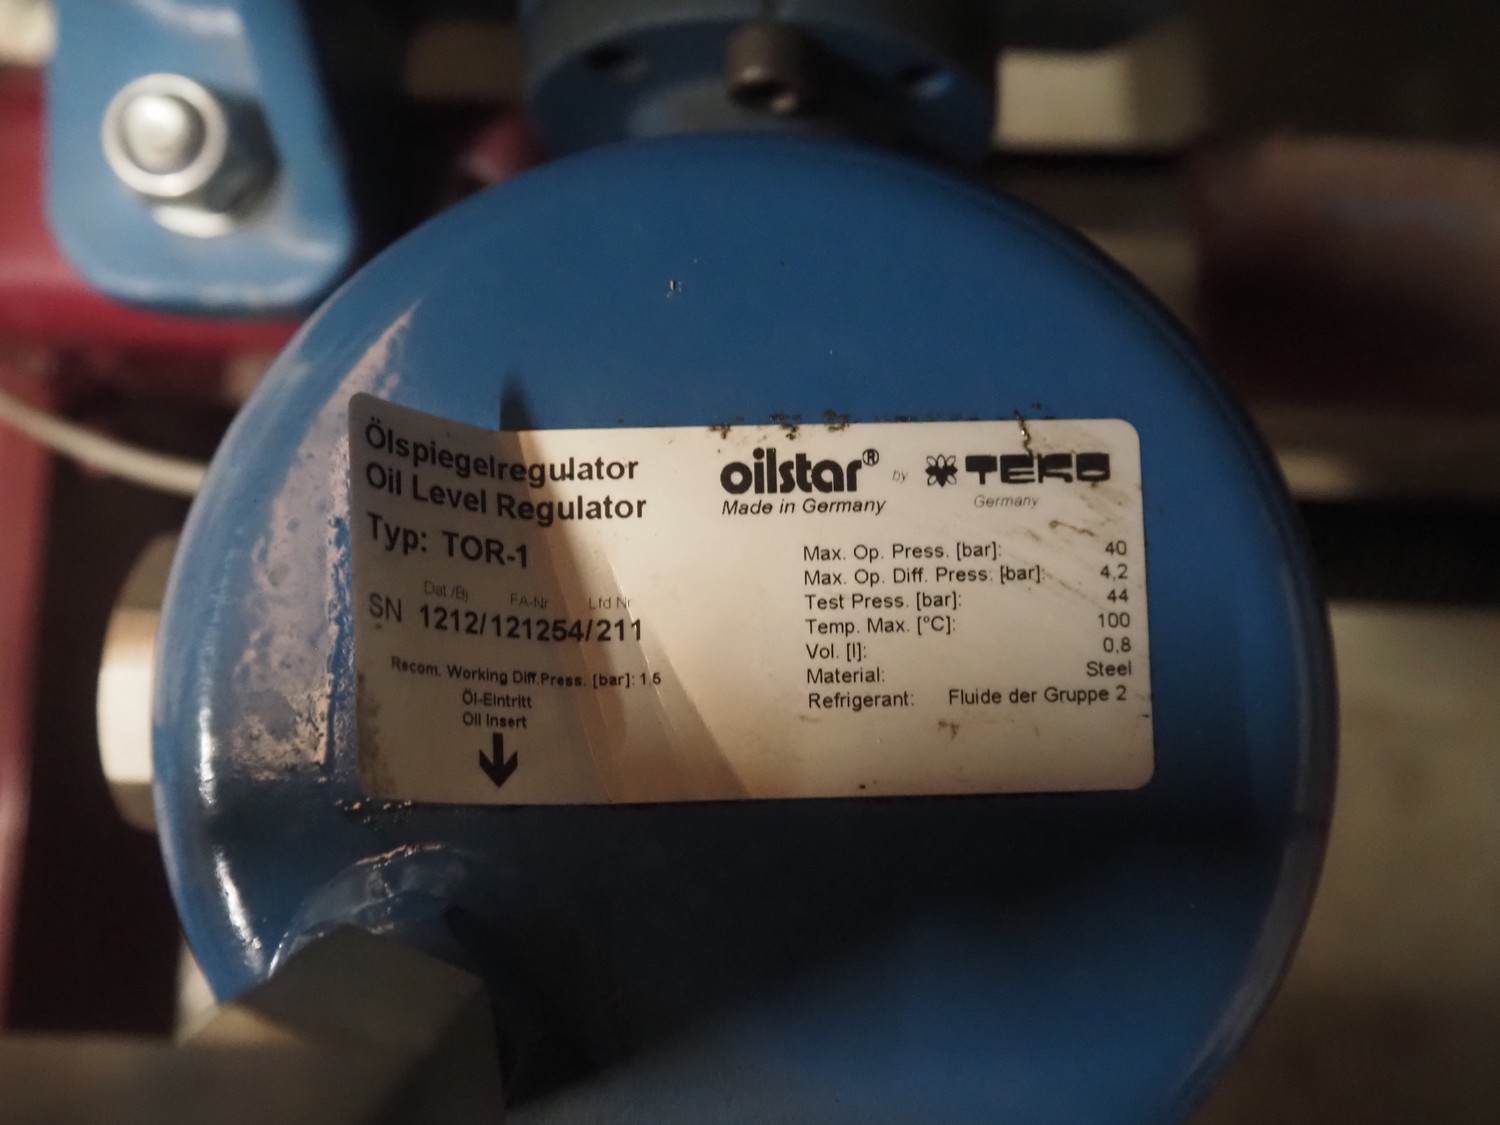 Ölspiegelregulator
Oil Level Regulator
Typ: TOR-1
Dat./Bj FA-Nr Lfd Nr
SN 1212/121254/211
Recom. Working Diff.Press. [bar]: 1.5
Öl-Eintritt
Oil Insert
oilstar® by TEKO
Made in Germany Germany
Max. Op. Press. [bar]: 40
Max. Op. Diff. Press: [bar]: 4,2
Test Press. [bar]: 44
Temp. Max. [°C]: 100
Vol. [l]: 0,8
Material: Steel
Refrigerant: Fluide der Gruppe 2